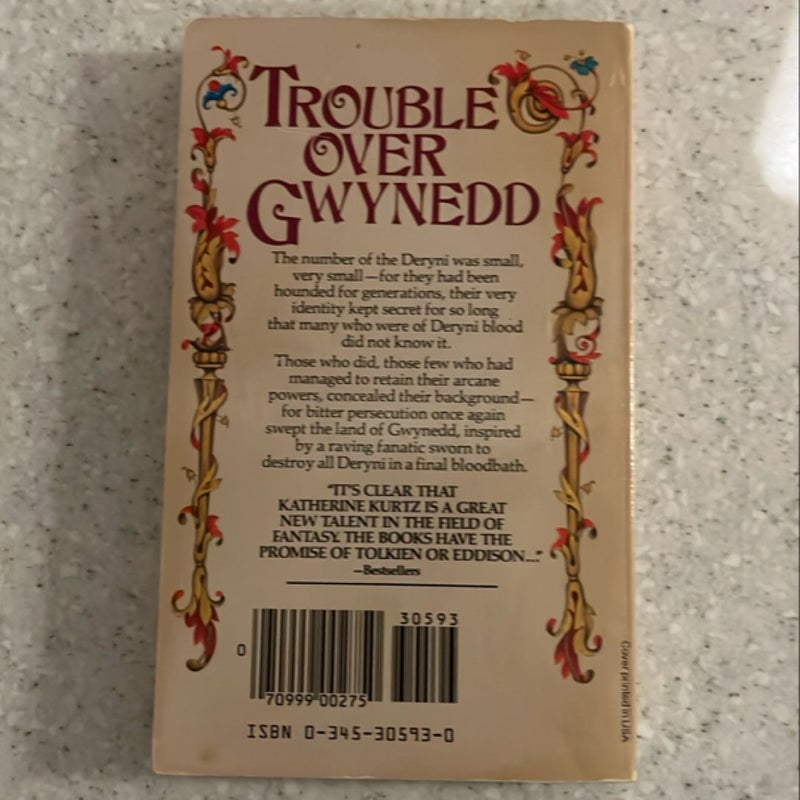 TROUBLE
OVER
GWYNEDD
The number of the Deryni was small,
very small—for they had been
hounded for generations, their very
identity kept secret for so long
that many who were of Deryni blood
did not know it.
Those who did, those few who had
managed to retain their arcane
powers, concealed their background—
for bitter persecution once again
swept the land of Gwynedd, inspired
by a raving fanatic sworn to
destroy all Deryni in a final bloodbath.
"IT'S CLEAR THAT
KATHERINE KURTZ IS A GREAT
NEW TALENT IN THE FIELD OF
FANTASY. THE BOOKS HAVE THE
PROMISE OF TOLKIEN OR EDDISON..."
—Bestsellers
30593
0
70999 00275
ISBN 0-345-30593-0
Cover printed in USA